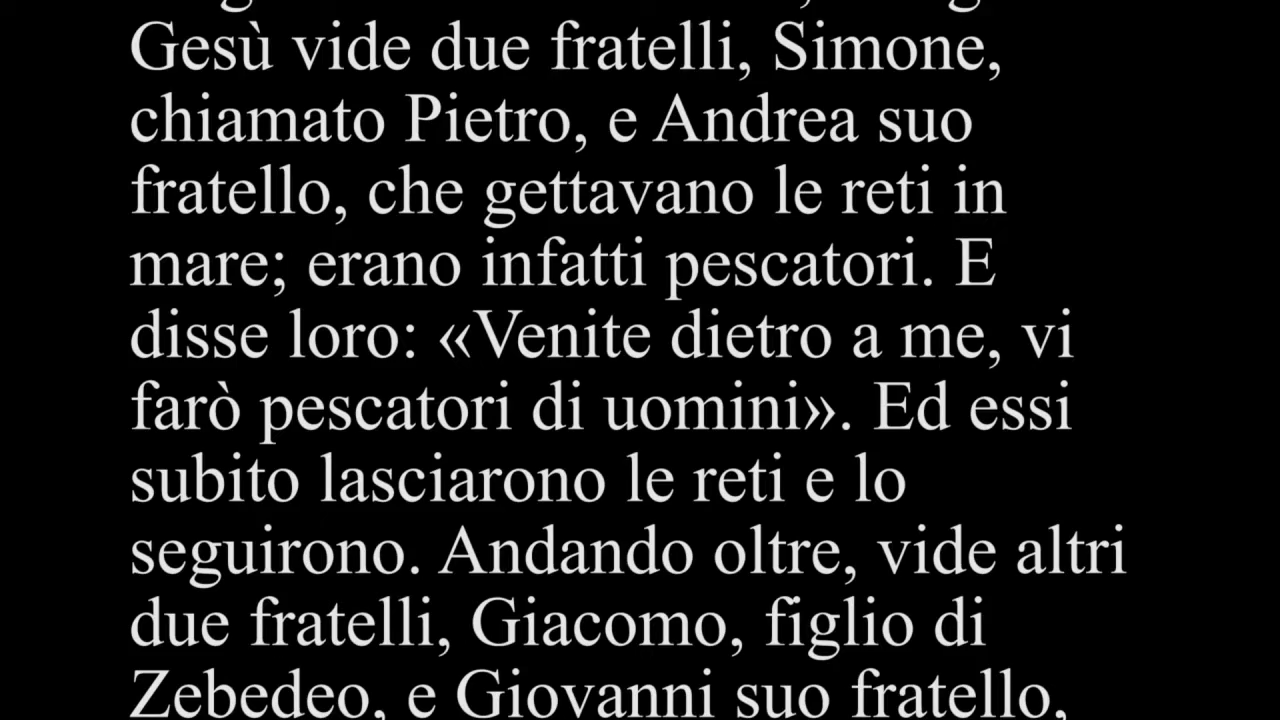 Gesù vide due fratelli, Simone,
chiamato Pietro, e Andrea suo
fratello, che gettavano le reti in
mare; erano infatti pescatori. E
disse loro: «Venite dietro a me, vi
farò pescatori di uomini». Ed essi
subito lasciarono le reti e lo
seguirono. Andando oltre, vide altri
due fratelli, Giacomo, figlio di
Zebedeo, e Giovanni suo fratello,